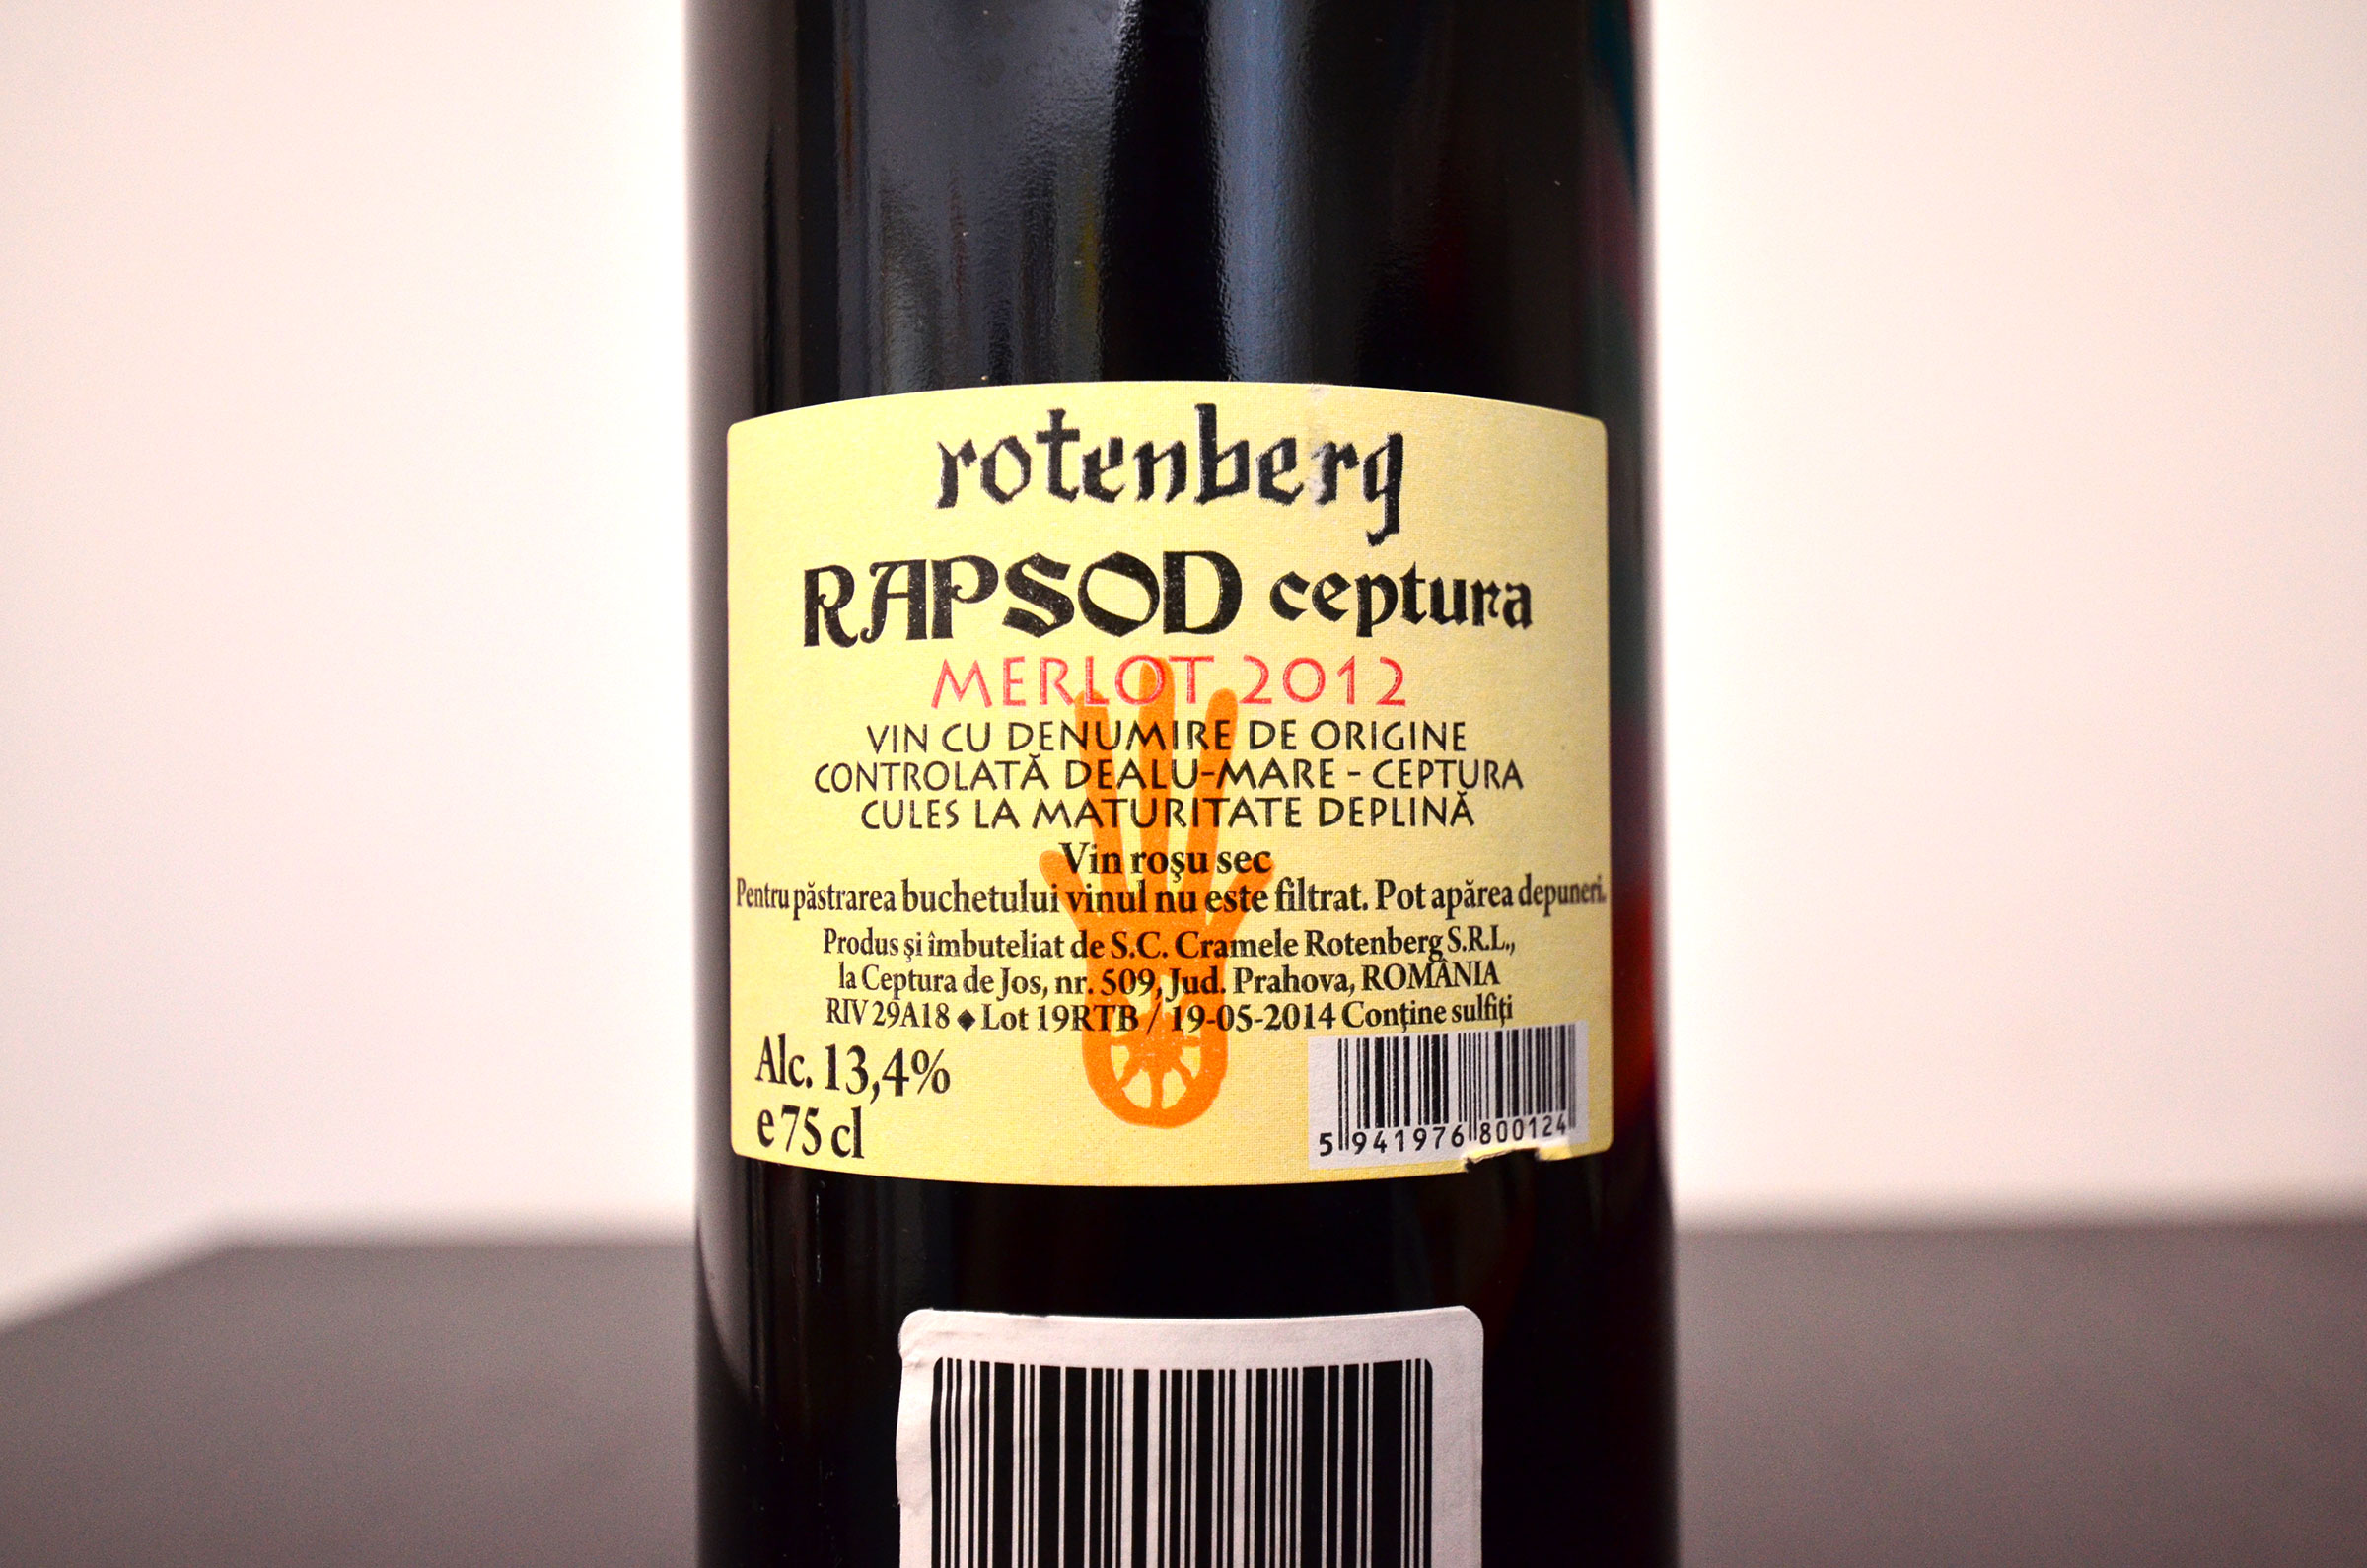 rotenberg
RAPSOD ceptura
MERLOT 2012
VIN CU DENUMIRE DE ORIGINE
CONTROLATĂ DEALU-MARE - CEPTURA
CULES LA MATURITATE DEPLINĂ
Vin roşu sec
Pentru păstrarea buchetului vinul nu este filtrat. Pot apărea depuneri.
Produs şi îmbuteliat de S.C. Cramele Rotenberg S.R.L.,
la Ceptura de Jos, nr. 509, Jud. Prahova, ROMÂNIA
RIV 29A18 ◆ Lot 19RTB / 19-05-2014 Conţine sulfiţi
Alc. 13,4%
e 75 cl
5 941976 800124